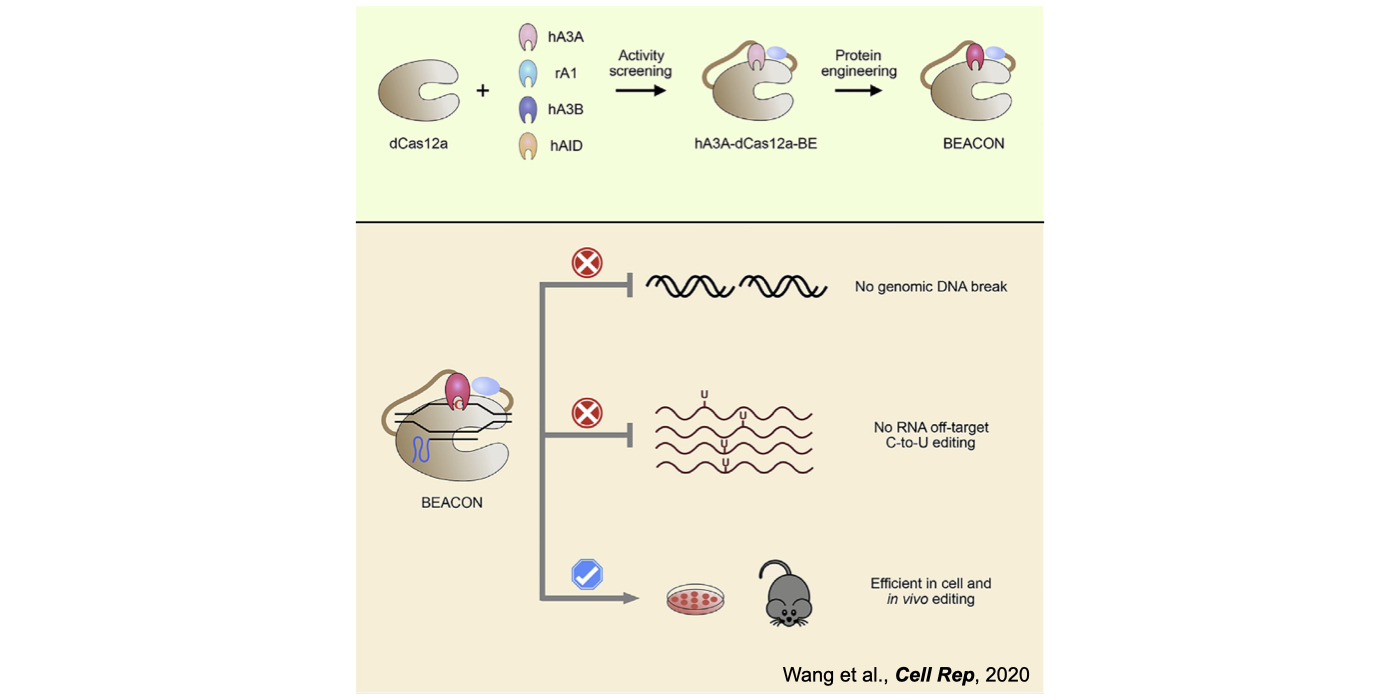 hA3A
rA1
hA3B
hAID
+
dCas12a
Activity
screening
hA3A-dCas12a-BE
Protein
engineering
BEACON
No genomic DNA break
U
U
U
U
No RNA off-target
C-to-U editing
C
BEACON
Efficient in cell and
in vivo editing
Wang et al., Cell Rep, 2020